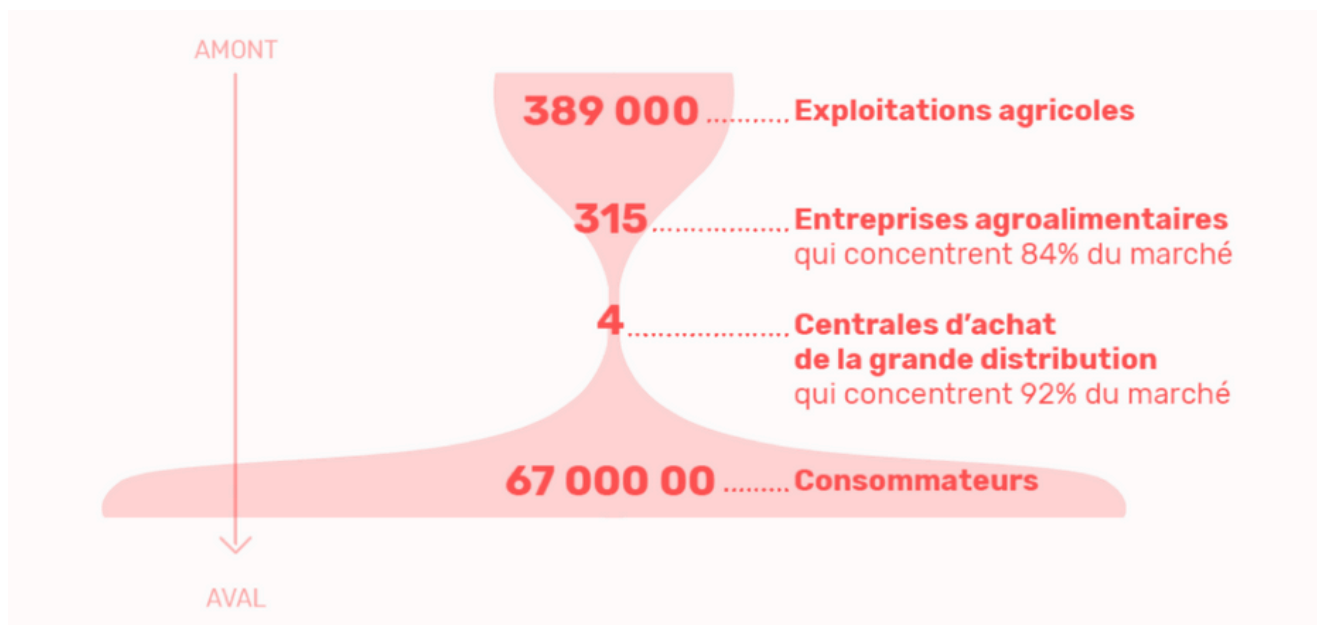 AMONT
389 000 .......... Exploitations agricoles
315 ................. Entreprises agroalimentaires
qui concentrent 84% du marché
4 .................... Centrales d’achat
de la grande distribution
qui concentrent 92% du marché
67 000 00 ......... Consommateurs
AVAL